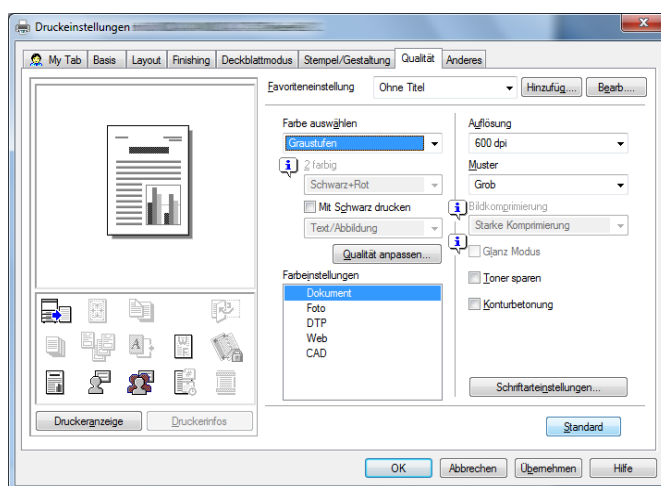 Druckeinstellungen
My Tab Basis Layout Finishing Deckblattmodus Stempel/Gestaltung Qualität Anderes
Favoriteneinstellung Ohne Titel Hinzufüg.... Bearb....
Farbe auswählen
Graustufen
2 farbig
Schwarz+Rot
Mit Schwarz drucken
Text/Abbildung
Qualität anpassen...
Farbeinstellungen
Dokument
Foto
DTP
Web
CAD
Auflösung
600 dpi
Muster
Grob
Bildkomprimierung
Starke Komprimierung
Glanz Modus
Toner sparen
Konturbetonung
Schriftarteinstellungen...
Druckeranzeige Druckerinfos
Standard
OK Abbrechen Übernehmen Hilfe